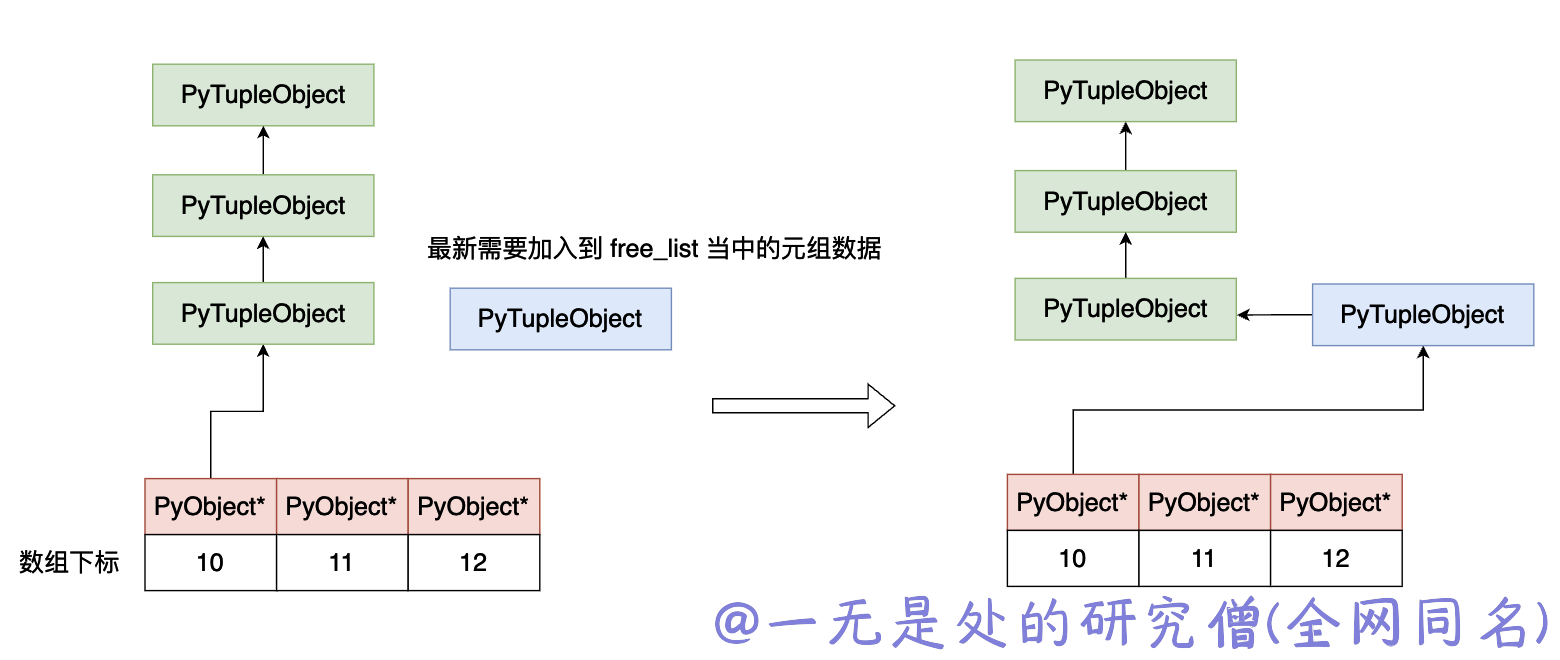 PyTupleObject
PyTupleObject
PyTupleObject
最新需要加入到 free_list 当中的元组数据
PyTupleObject
PyObject* PyObject* PyObject*
数组下标 10 11 12
PyTupleObject
PyTupleObject
PyTupleObject
PyTupleObject
PyObject* PyObject* PyObject*
10 11 12
@一无是处的研究僧(全网同名)